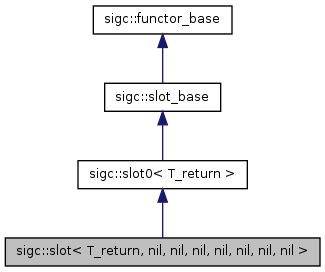 sigc::functor_base
sigc::slot_base
sigc::slot0< T_return >
sigc::slot< T_return, nil, nil, nil, nil, nil, nil, nil >